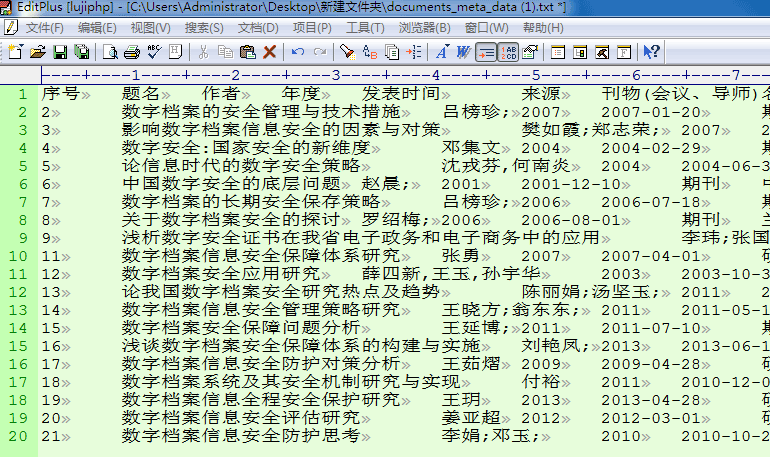 EditPlus [lujiphp] - [C:\Users\Administrator\Desktop\新建文件夹\documents_meta_data (1).txt *]
文件(F) 编辑(E) 视图(V) 搜索(S) 文档(D) 项目(P) 工具(T) 浏览器(B) 窗口(W) 帮助(H)
----+----1----+----2----+----3----+----4----+----5----+----6----+----7-
1 序号» 题名» 作者» 年度» 发表时间» 来源» 刊物(会议、导师)名
2 2» 数字档案的安全管理与技术措施» 吕榜珍;»2007» 2007-01-20» 期
3 3» 影响数字档案信息安全的因素与对策» 樊如霞;郑志荣;» 2007» 2
4 4» 数字安全:国家安全的新维度» 邓集文» 2004» 2004-02-29» 期
5 5» 论信息时代的数字安全策略» 沈戎芬,何南炎» 2004» 2004-06-3
6 6» 中国数字安全的底层问题» 赵晨;» 2001» 2001-12-10» 期刊» 中
7 7» 数字档案的长期安全保存策略» 吕榜珍;»2006» 2006-07-18» 期
8 8» 关于数字档案安全的探讨» 罗绍梅;»2006» 2006-08-01» 期刊» 兰
9 9» 浅析数字安全证书在我省电子政务和电子商务中的应用» 李玮;张国
10 11» 数字档案信息安全保障体系研究» 张勇» 2007» 2007-04-01» 研
11 12» 数字档案安全应用研究» 薛四新,王玉,孙宇华» 2003» 2003-10-3
12 13» 论我国数字档案安全研究热点及趋势» 陈丽娟;汤坚玉;» 2011» 2
13 14» 数字档案信息安全管理策略研究» 王晓方;翁东东;» 2011» 2011-05-1
14 15» 数字档案安全保障问题分析» 王延博;»2011» 2011-07-10» 期
15 16» 浅谈数字档案安全保障体系的构建与实施» 刘艳凤;»2013» 2013-06-1
16 17» 数字档案信息安全防护对策分析» 王茹熠» 2009» 2009-04-28» 研
17 18» 数字档案系统及其安全机制研究与实现» 付裕» 2011» 2010-12-0
18 19» 数字档案信息全程安全保护研究» 王玥» 2013» 2013-04-28» 研
19 20» 数字档案信息安全评估研究» 姜亚超» 2012» 2012-03-01» 研
20 21» 数字档案信息安全防护思考» 李娟;邓玉;» 2010» 2010-10-2